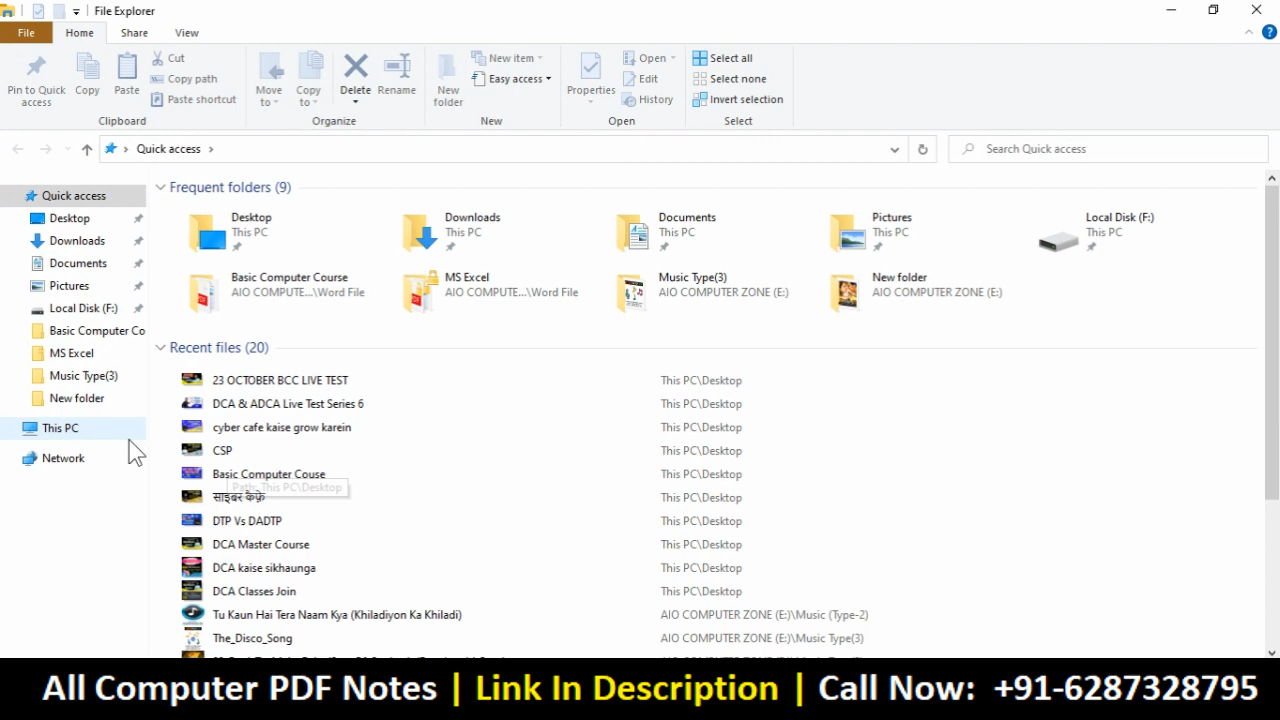 File Explorer
File Home Share View
Pin to Quick access
Copy
Paste
Cut
Copy path
Paste shortcut
Clipboard
Move to
Copy to
Delete
Rename
Organize
New folder
New item
Easy access
New
Properties
Open
Edit
History
Open
Select all
Select none
Invert selection
Select
Quick access
Search Quick access
Quick access
Desktop
Downloads
Documents
Pictures
Local Disk (F:)
Basic Computer Co
MS Excel
Music Type(3)
New folder
This PC
Network
Frequent folders (9)
Desktop
This PC
Downloads
This PC
Documents
This PC
Pictures
This PC
Local Disk (F:)
This PC
Basic Computer Course
AIO COMPUTE...\Word File
MS Excel
AIO COMPUTE...\Word File
Music Type(3)
AIO COMPUTER ZONE (E:)
New folder
AIO COMPUTER ZONE (E:)
Recent files (20)
23 OCTOBER BCC LIVE TEST This PC\Desktop
DCA & ADCA Live Test Series 6 This PC\Desktop
cyber cafe kaise grow karein This PC\Desktop
CSP This PC\Desktop
Basic Computer Couse This PC\Desktop
Path: This PC\Desktop
साइबर कैफ़े This PC\Desktop
DTP Vs DADTP This PC\Desktop
DCA Master Course This PC\Desktop
DCA kaise sikhaunga This PC\Desktop
DCA Classes Join This PC\Desktop
Tu Kaun Hai Tera Naam Kya (Khiladiyon Ka Khiladi) AIO COMPUTER ZONE (E:)\Music (Type-2)
The_Disco_Song AIO COMPUTER ZONE (E:)\Music Type(3)
All Computer PDF Notes | Link In Description | Call Now: +91-6287328795